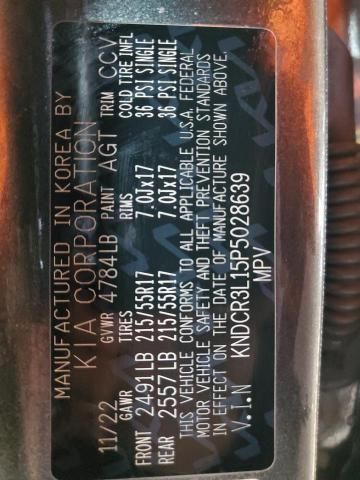 MANUFACTURED IN KOREA BY
KIA CORPORATION
11/22 GVWR 4784LB PAINT AGT TRIM CCV
GAWR TIRES RIMS COLD TIRE INFL
FRONT 2491LB 215/55R17 7.0Jx17 36 PSI SINGLE
REAR 2557LB 215/55R17 7.0Jx17 36 PSI SINGLE
THIS VEHICLE CONFORMS TO ALL APPLICABLE U.S.A. FEDERAL
MOTOR VEHICLE SAFETY AND THEFT PREVENTION STANDARDS
IN EFFECT ON THE DATE OF MANUFACTURE SHOWN ABOVE.
V.I.N KNDCR3L15P5028639
MPV